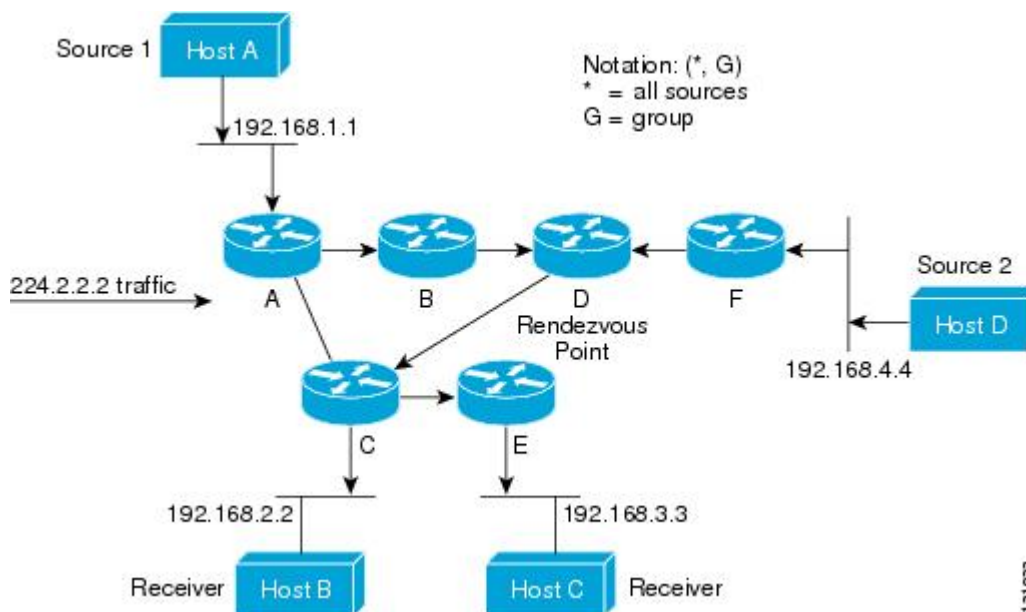 Source 1
Host A
Notation: (*, G)
* = all sources
G = group
192.168.1.1
224.2.2.2 traffic
A
B
D
F
Rendezvous
Point
Source 2
Host D
192.168.4.4
C
E
192.168.2.2
192.168.3.3
Receiver
Host B
Host C
Receiver